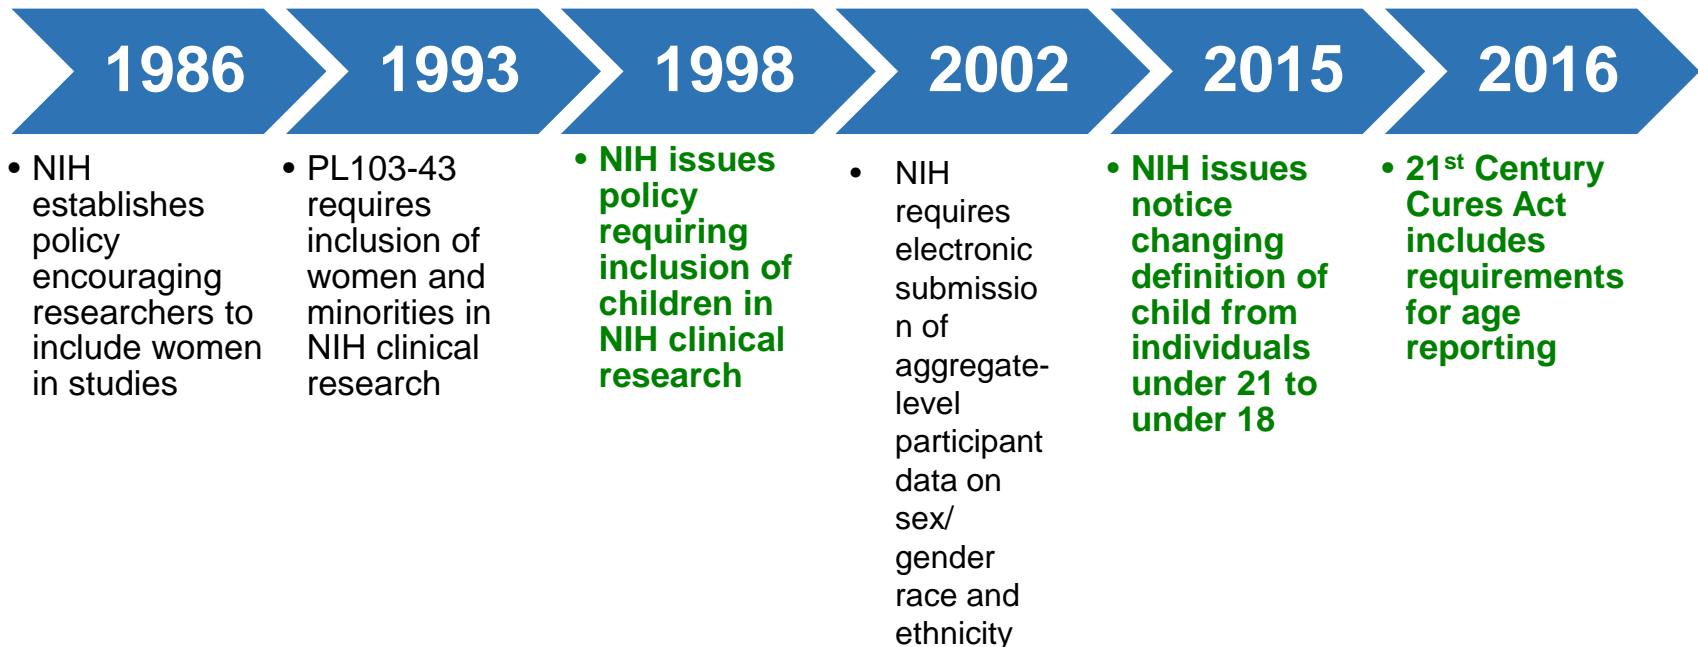 1986
1993
1998
2002
2015
2016
• NIH
establishes
policy
encouraging
researchers to
include women
in studies
• PL103-43
requires
inclusion of
women and
minorities in
NIH clinical
research
• NIH issues
policy
requiring
inclusion of
children in
NIH clinical
research
• NIH
requires
electronic
submissio
n of
aggregate-
level
participant
data on
sex/
gender
race and
ethnicity
• NIH issues
notice
changing
definition of
child from
individuals
under 21 to
under 18
• 21st Century
Cures Act
includes
requirements
for age
reporting